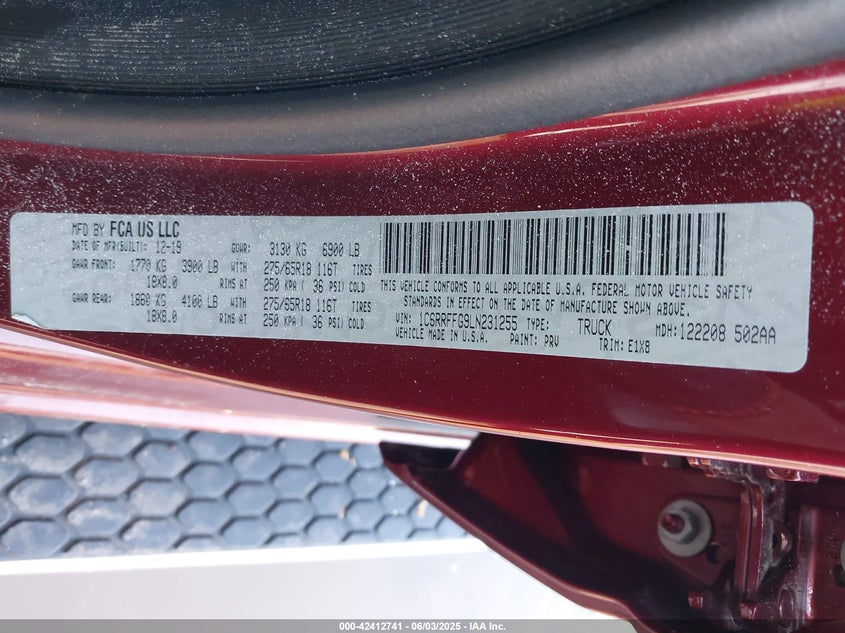 MFD BY FCA US LLC
DATE OF MFR(BUILT): 12-19 GVWR: 3130 KG 6900 LB
GAWR FRONT: 1770 KG 3900 LB WITH 275/65R18 116T TIRES
18X8.0 RIMS AT 250 KPA ( 36 PSI) COLD
GAWR REAR: 1860 KG 4100 LB WITH 275/65R18 116T TIRES
18X8.0 RIMS AT 250 KPA ( 36 PSI) COLD
THIS VEHICLE CONFORMS TO ALL APPLICABLE U.S.A. FEDERAL MOTOR VEHICLE SAFETY
STANDARDS IN EFFECT ON THE DATE OF MANUFACTURE SHOWN ABOVE.
VIN: 1C6RRFFG9LN231255 TYPE: TRUCK MDH:122208 502AA
VEHICLE MADE IN U.S.A. PAINT: PRV TRIM: E1X8
000-42412741 - 06/03/2025 - IAA Inc.